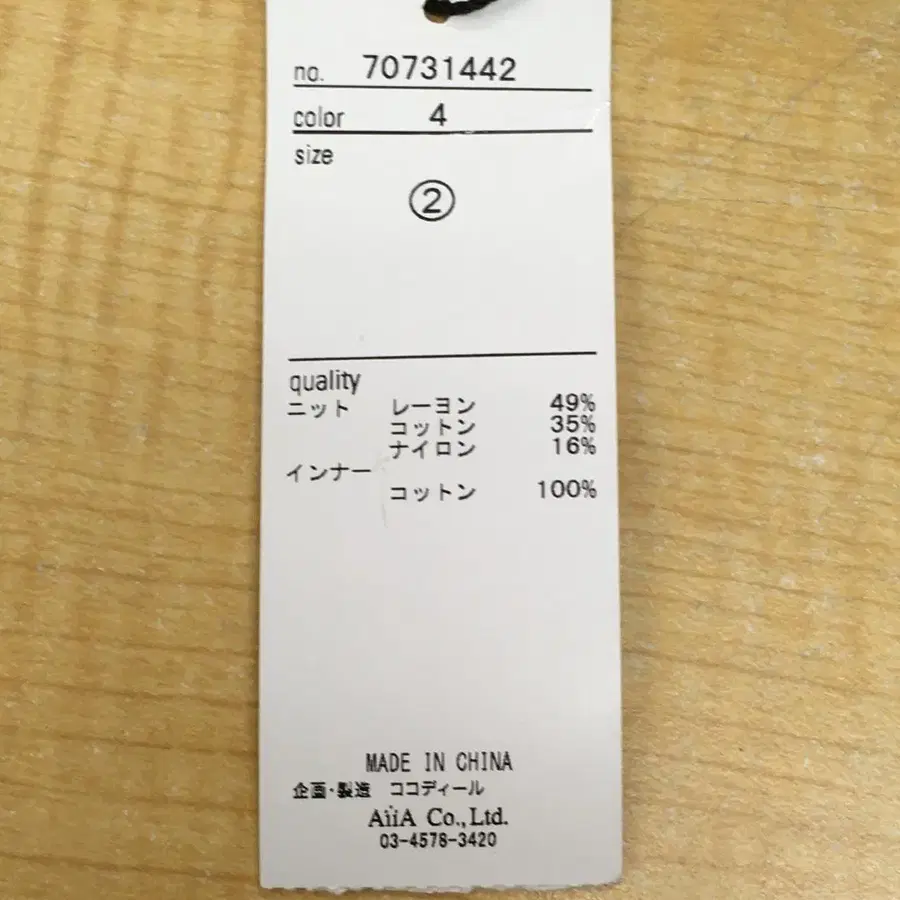 no. 70731442
color 4
size
②
quality
ニット レーヨン 49%
コットン 35%
ナイロン 16%
インナー
コットン 100%
MADE IN CHINA
企画・製造 ココディール
AiiA Co.,Ltd.
03-4578-3420